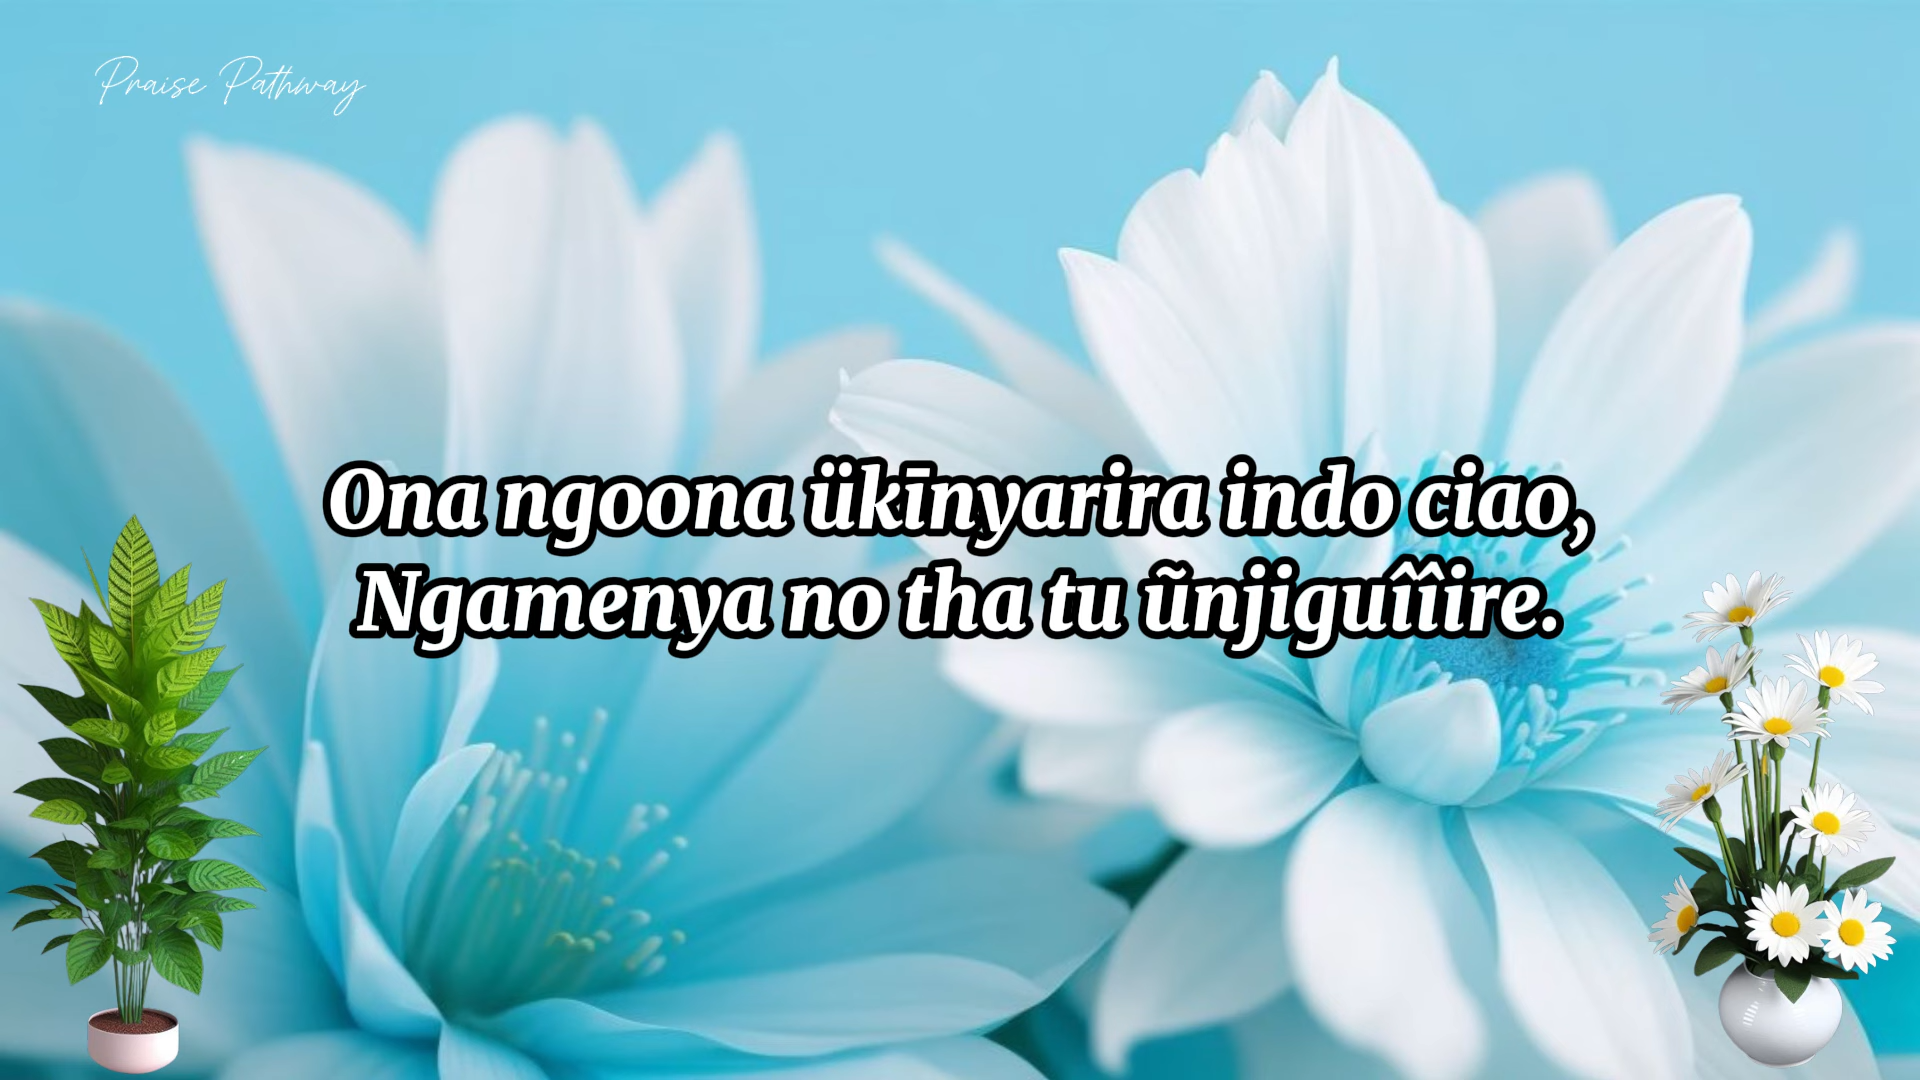 Praise Pathway
Ona ngoona ükīnyarira indo ciao,
Ngamenya no tha tu ũnjiguîîire.